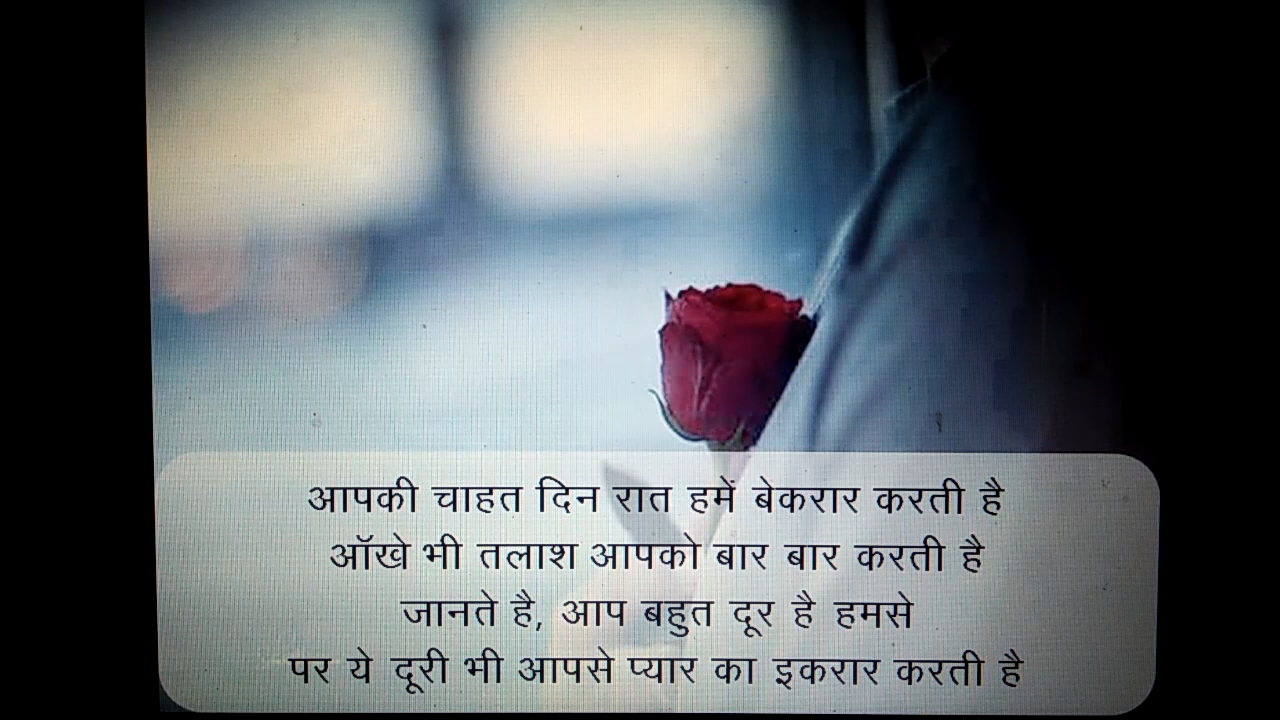 आपकी चाहत दिन रात हमें बेकरार करती है
ऑखे भी तलाश आपको बार बार करती है
जानते है, आप बहुत दूर है हमसे
पर ये दूरी भी आपसे प्यार का इकरार करती है